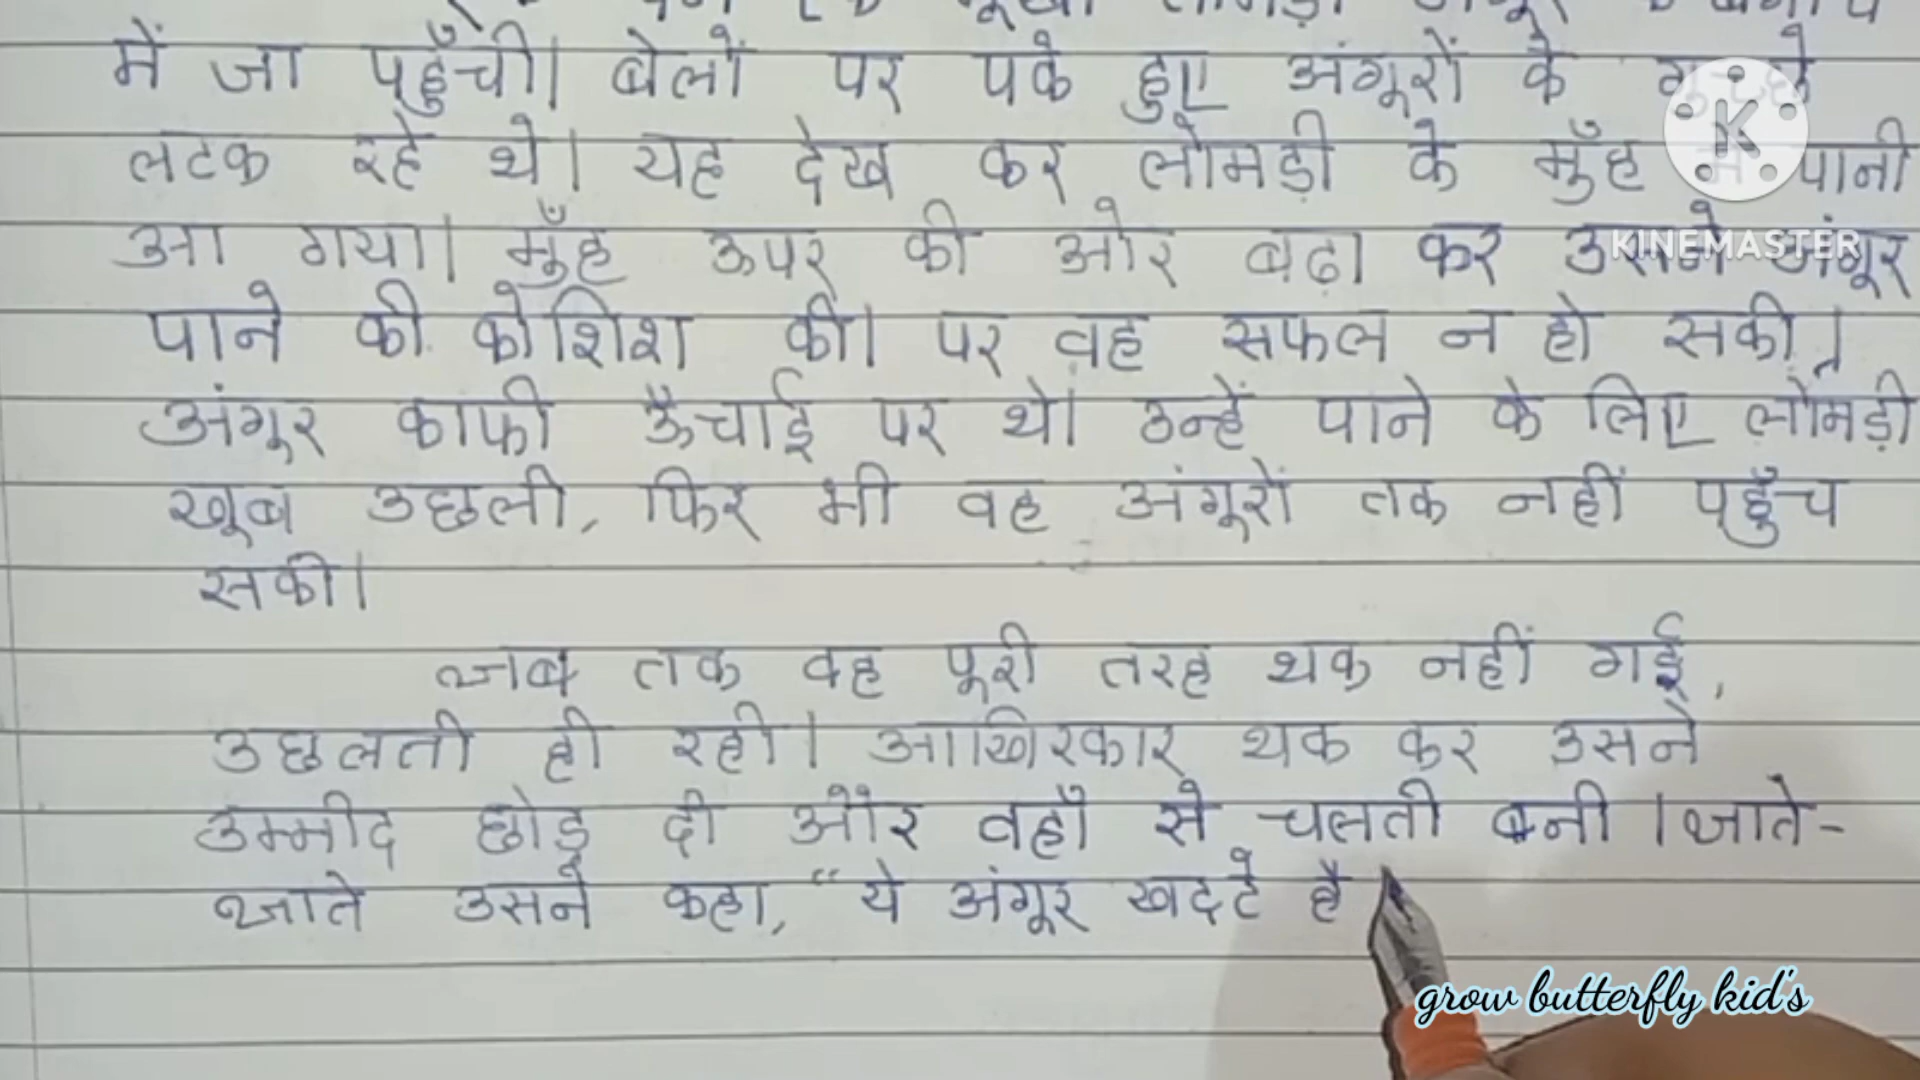 में जा पहुँची। बेलों पर पके हुए अंगूरों के
लटक रहे थे। यह देख कर लोमड़ी के मुँह में पानी
आ गया। मुँह ऊपर की ओर बढ़ा कर उसने अंगूर
पाने की कोशिश की। पर वह सफल न हो सकी।
अंगूर काफी ऊँचाई पर थे। उन्हें पाने के लिए लोमड़ी
खूब उछली, फिर भी वह अंगूरों तक नहीं पहुँच
सकी।
जब तक वह पूरी तरह थक नहीं गई,
उछलती ही रही। आखिरकार थक कर उसने
उम्मीद छोड़ दी और वहाँ से चलती बनी । जाते-
जाते उसने कहा, “ये अंगूर खट्टे है
K
KINEMASTER
grow butterfly kid's